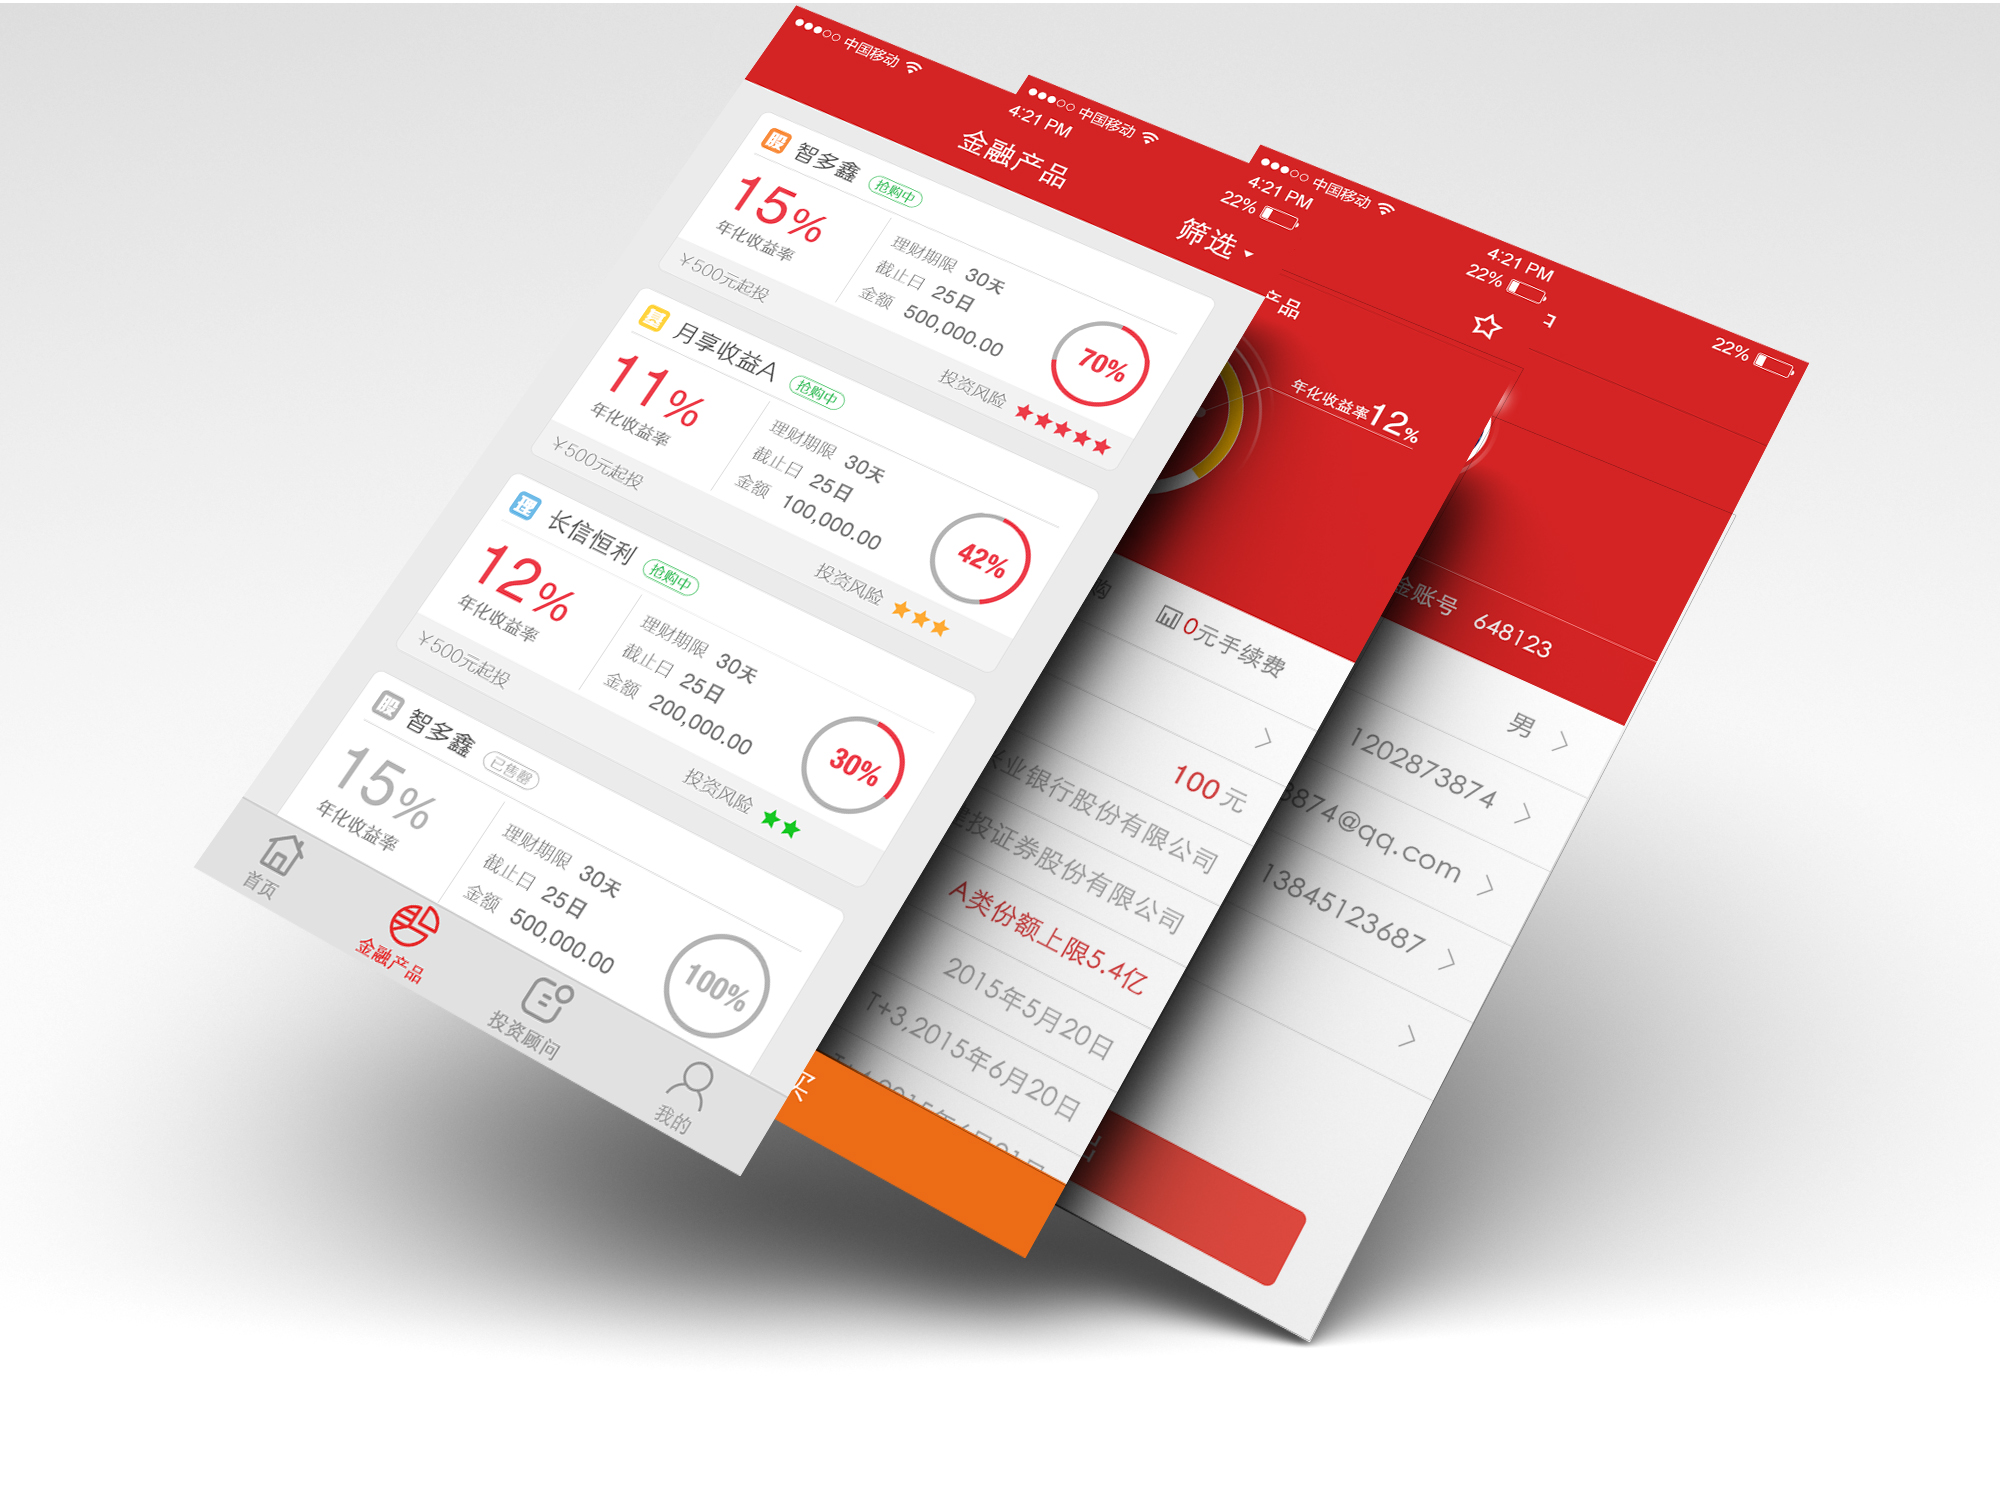 中国移动
4:21 PM
22%
金融产品
筛选
股 智多鑫 抢购中
15%
年化收益率
理财期限 30天
截止日 25日
金额 500,000.00
70%
¥500元起投
投资风险
月享收益A 抢购中
11%
年化收益率
理财期限 30天
截止日 25日
金额 100,000.00
42%
¥500元起投
投资风险
理 长信恒利 抢购中
12%
年化收益率
理财期限 30天
截止日 25日
金额 200,000.00
30%
¥500元起投
投资风险
股 智多鑫 已售罄
15%
年化收益率
理财期限 30天
截止日 25日
金额 500,000.00
100%
首页
金融产品
投资顾问
我的
中国移动
4:21 PM
22%
产品
年化收益率12%
购
0元手续费
100元
业银行股份有限公司
投证券股份有限公司
A类份额上限5.4亿
2015年5月20日
T+3,2015年6月20日
买
中国移动
4:21 PM
22%
金账号 648123
男
1202873874
3874@qq.com
13845123687